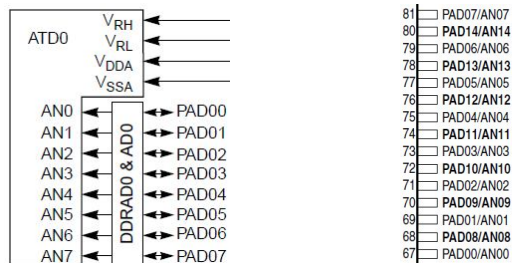 ATD0
VRH
VRL
VDDA
VSSA
AN0 PAD00
AN1 PAD01
AN2 PAD02
AN3 PAD03
AN4 PAD04
AN5 PAD05
AN6 PAD06
AN7 PAD07
DDRAD0 & AD0
81 PAD07/AN07
80 PAD14/AN14
79 PAD06/AN06
78 PAD13/AN13
77 PAD05/AN05
76 PAD12/AN12
75 PAD04/AN04
74 PAD11/AN11
73 PAD03/AN03
72 PAD10/AN10
71 PAD02/AN02
70 PAD09/AN09
69 PAD01/AN01
68 PAD08/AN08
67 PAD00/AN00